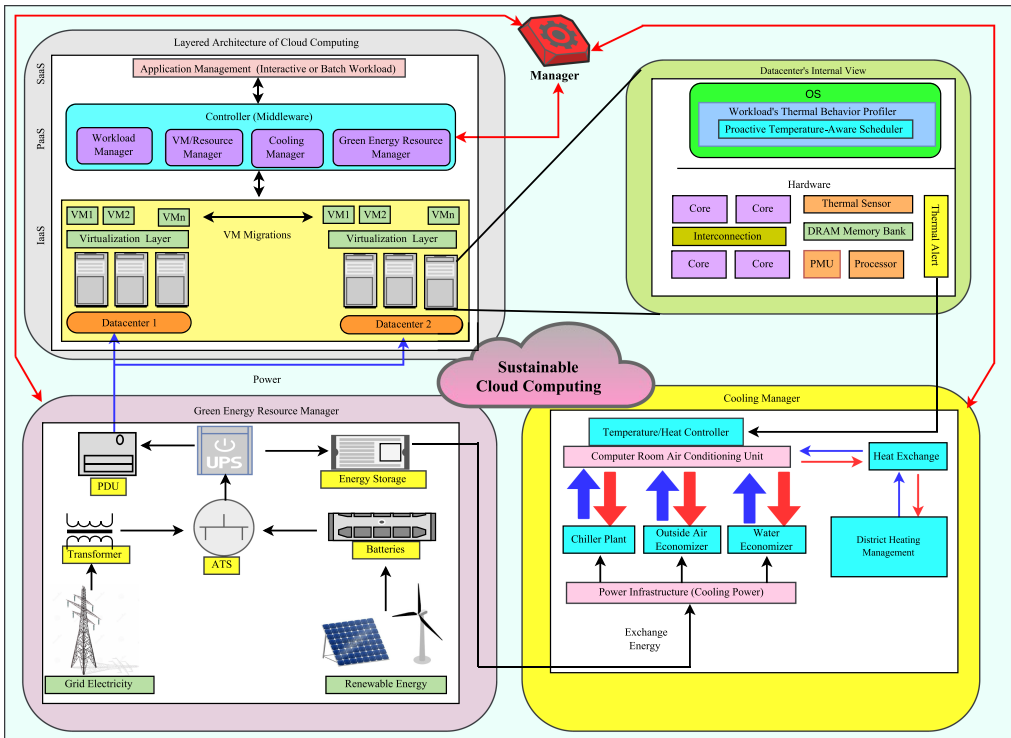 Layered Architecture of Cloud Computing
SaaS
Application Management (Interactive or Batch Workload)
PaaS
Controller (Middleware)
Workload
Manager
VM/Resource
Manager
Cooling
Manager
Green Energy Resource
Manager
IaaS
VM1
VM2
VMn
VM Migrations
VM1
VM2
VMn
Virtualization Layer
Virtualization Layer
Datacenter 1
Datacenter 2
Power
Manager
Datacenter's Internal View
OS
Workload's Thermal Behavior Profiler
Proactive Temperature-Aware Scheduler
Hardware
Core
Core
Interconnection
Core
Core
Thermal Sensor
DRAM Memory Bank
PMU
Processor
Thermal Alert
Sustainable
Cloud Computing
Green Energy Resource Manager
UPS
PDU
Energy Storage
Transformer
ATS
Batteries
Grid Electricity
Renewable Energy
Cooling Manager
Temperature/Heat Controller
Computer Room Air Conditioning Unit
Heat Exchange
Chiller Plant
Outside Air
Economizer
Water
Economizer
District Heating
Management
Power Infrastructure (Cooling Power)
Exchange
Energy